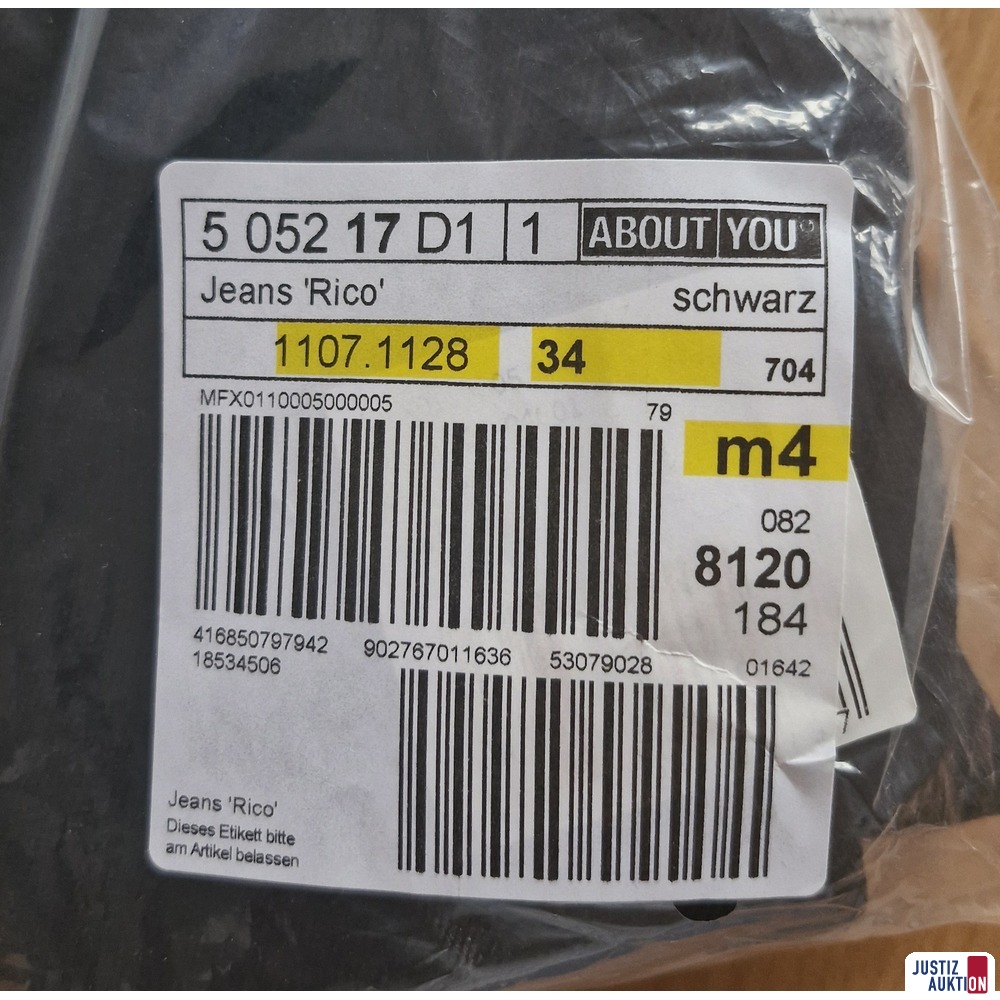 5 052 17 D1 1 ABOUT YOU
Jeans 'Rico' schwarz
1107.1128 34 704
MFX0110005000005 79
m4
082
8120
184
416850797942 902767011636 53079028 01642
18534506
7
Jeans 'Rico'
Dieses Etikett bitte
am Artikel belassen
JUSTIZ
AUKTION